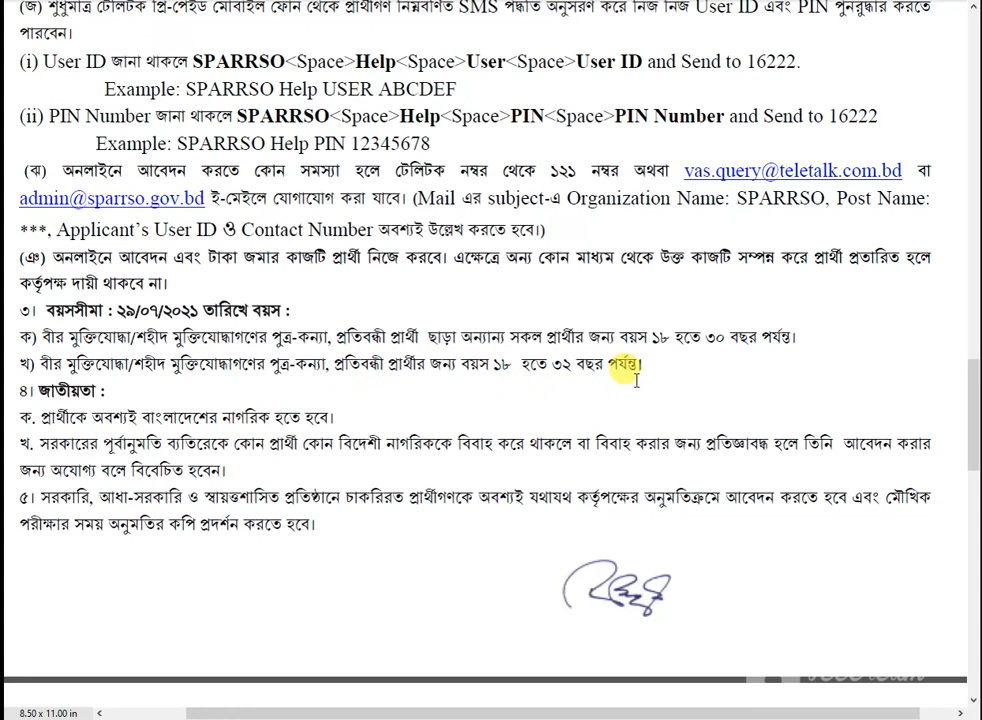 (জ) শুধুমাত্র টেলিটক প্রি-পেইড মোবাইল ফোন থেকে প্রার্থীগণ নিম্নবর্ণিত SMS পদ্ধতি অনুসরণ করে নিজ নিজ User ID এবং PIN পুনরুদ্ধার করতে
পারবেন।
(i) User ID জানা থাকলে SPARRSO<Space>Help<Space>User<Space>User ID and Send to 16222.
Example: SPARRSO Help USER ABCDEF
(ii) PIN Number জানা থাকলে SPARRSO<Space>Help<Space>PIN<Space>PIN Number and Send to 16222
Example: SPARRSO Help PIN 12345678
(ঝ) অনলাইনে আবেদন করতে কোন সমস্যা হলে টেলিটক নম্বর থেকে ১২১ নম্বর অথবা vas.query@teletalk.com.bd বা
admin@sparrso.gov.bd ই-মেইলে যোগাযোগ করা যাবে। (Mail এর subject-এ Organization Name: SPARRSO, Post Name:
***, Applicant's User ID ও Contact Number অবশ্যই উল্লেখ করতে হবে।)
(ঞ) অনলাইনে আবেদন এবং টাকা জমার কাজটি প্রার্থী নিজে করবে। এক্ষেত্রে অন্য কোন মাধ্যম থেকে উক্ত কাজটি সম্পন্ন করে প্রার্থী প্রতারিত হলে
কর্তৃপক্ষ দায়ী থাকবে না।
৩। বয়সসীমা : ২৯/০৭/২০২১ তারিখে বয়স :
ক) বীর মুক্তিযোদ্ধা/শহীদ মুক্তিযোদ্ধাগণের পুত্র-কন্যা, প্রতিবন্ধী প্রার্থী ছাড়া অন্যান্য সকল প্রার্থীর জন্য বয়স ১৮ হতে ৩০ বছর পর্যন্ত।
খ) বীর মুক্তিযোদ্ধা/শহীদ মুক্তিযোদ্ধাগণের পুত্র-কন্যা, প্রতিবন্ধী প্রার্থীর জন্য বয়স ১৮ হতে ৩২ বছর পর্যন্ত।
৪। জাতীয়তা :
ক. প্রার্থীকে অবশ্যই বাংলাদেশের নাগরিক হতে হবে।
খ. সরকারের পূর্বানুমতি ব্যতিরেকে কোন প্রার্থী কোন বিদেশী নাগরিককে বিবাহ করে থাকলে বা বিবাহ করার জন্য প্রতিজ্ঞাবদ্ধ হলে তিনি আবেদন করার
জন্য অযোগ্য বলে বিবেচিত হবেন।
৫। সরকারি, আধা-সরকারি ও স্বায়ত্তশাসিত প্রতিষ্ঠানে চাকরিরত প্রার্থীগণকে অবশ্যই যথাযথ কর্তৃপক্ষের অনুমতিক্রমে আবেদন করতে হবে এবং মৌখিক
পরীক্ষার সময় অনুমতির কপি প্রদর্শন করতে হবে।
8.50 x 11.00 in